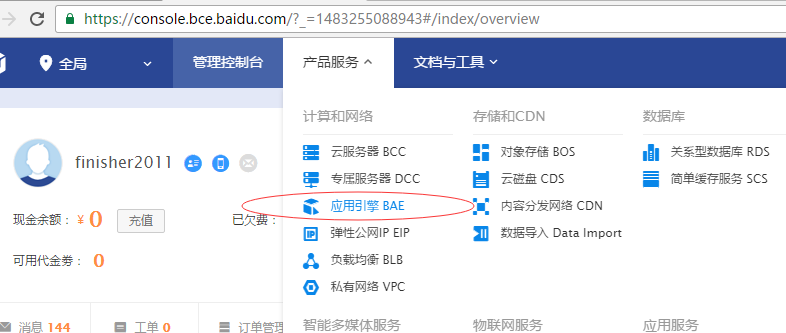 https://console.bce.baidu.com/?_=1483255088943#/index/overview
全局 管理控制台 产品服务 文档与工具
计算和网络 存储和CDN 数据库
云服务器 BCC 对象存储 BOS 关系型数据库 RDS
finisher2011 专属服务器 DCC 云磁盘 CDS 简单缓存服务 SCS
应用引擎 BAE 内容分发网络 CDN
现金余额： ¥ 0 充值 已欠费： 弹性公网IP EIP 数据导入 Data Import
可用代金券： 0 负载均衡 BLB
私有网络 VPC
消息 144 工单 0 订单管理 智能多媒体服务 物联网服务 应用服务